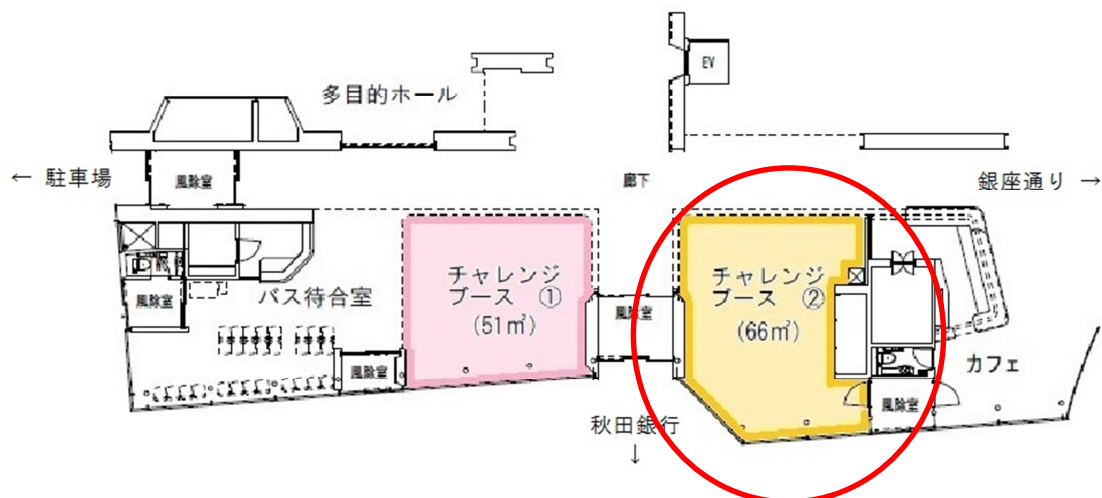 EV
多目的ホール
← 駐車場
風除室
廊下
銀座通り →
チャレンジ
ブース ①
(51㎡)
チャレンジ
ブース ②
(66㎡)
バス待合室
風除室
風除室
風除室
カフェ
風除室
秋田銀行
↓